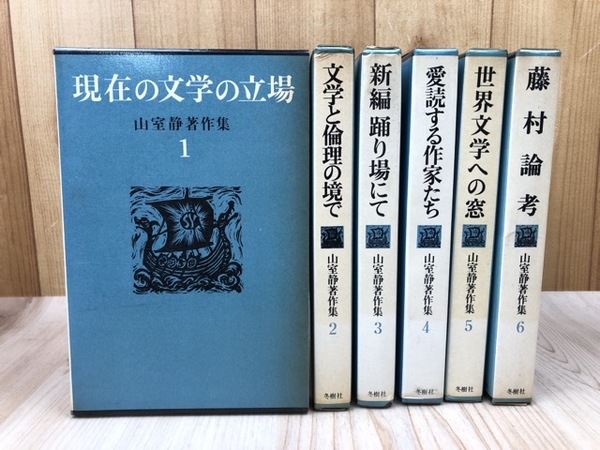 現在の文学の立場
山室静著作集
1
文学と倫理の境で
山室静著作集
2
冬樹社
新編 踊り場にて
山室静著作集
3
冬樹社
愛読する作家たち
山室静著作集
4
冬樹社
世界文学への窓
山室静著作集
5
冬樹社
藤村論考
山室静著作集
6
冬樹社